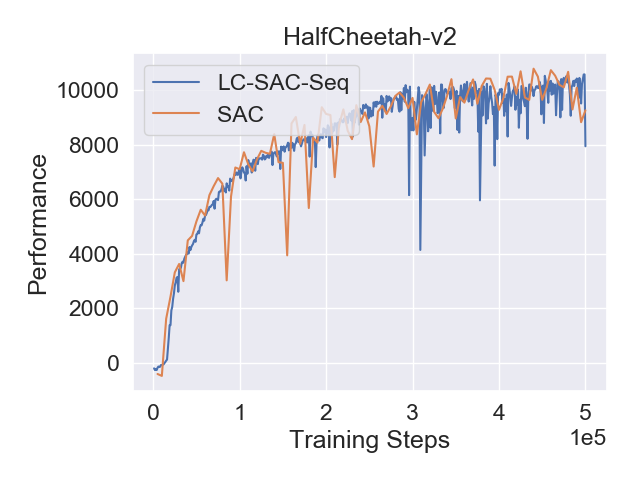 HalfCheetah-v2
LC-SAC-Seq
SAC
Performance
10000
8000
6000
4000
2000
0
0 1 2 3 4 5
1e5
Training Steps